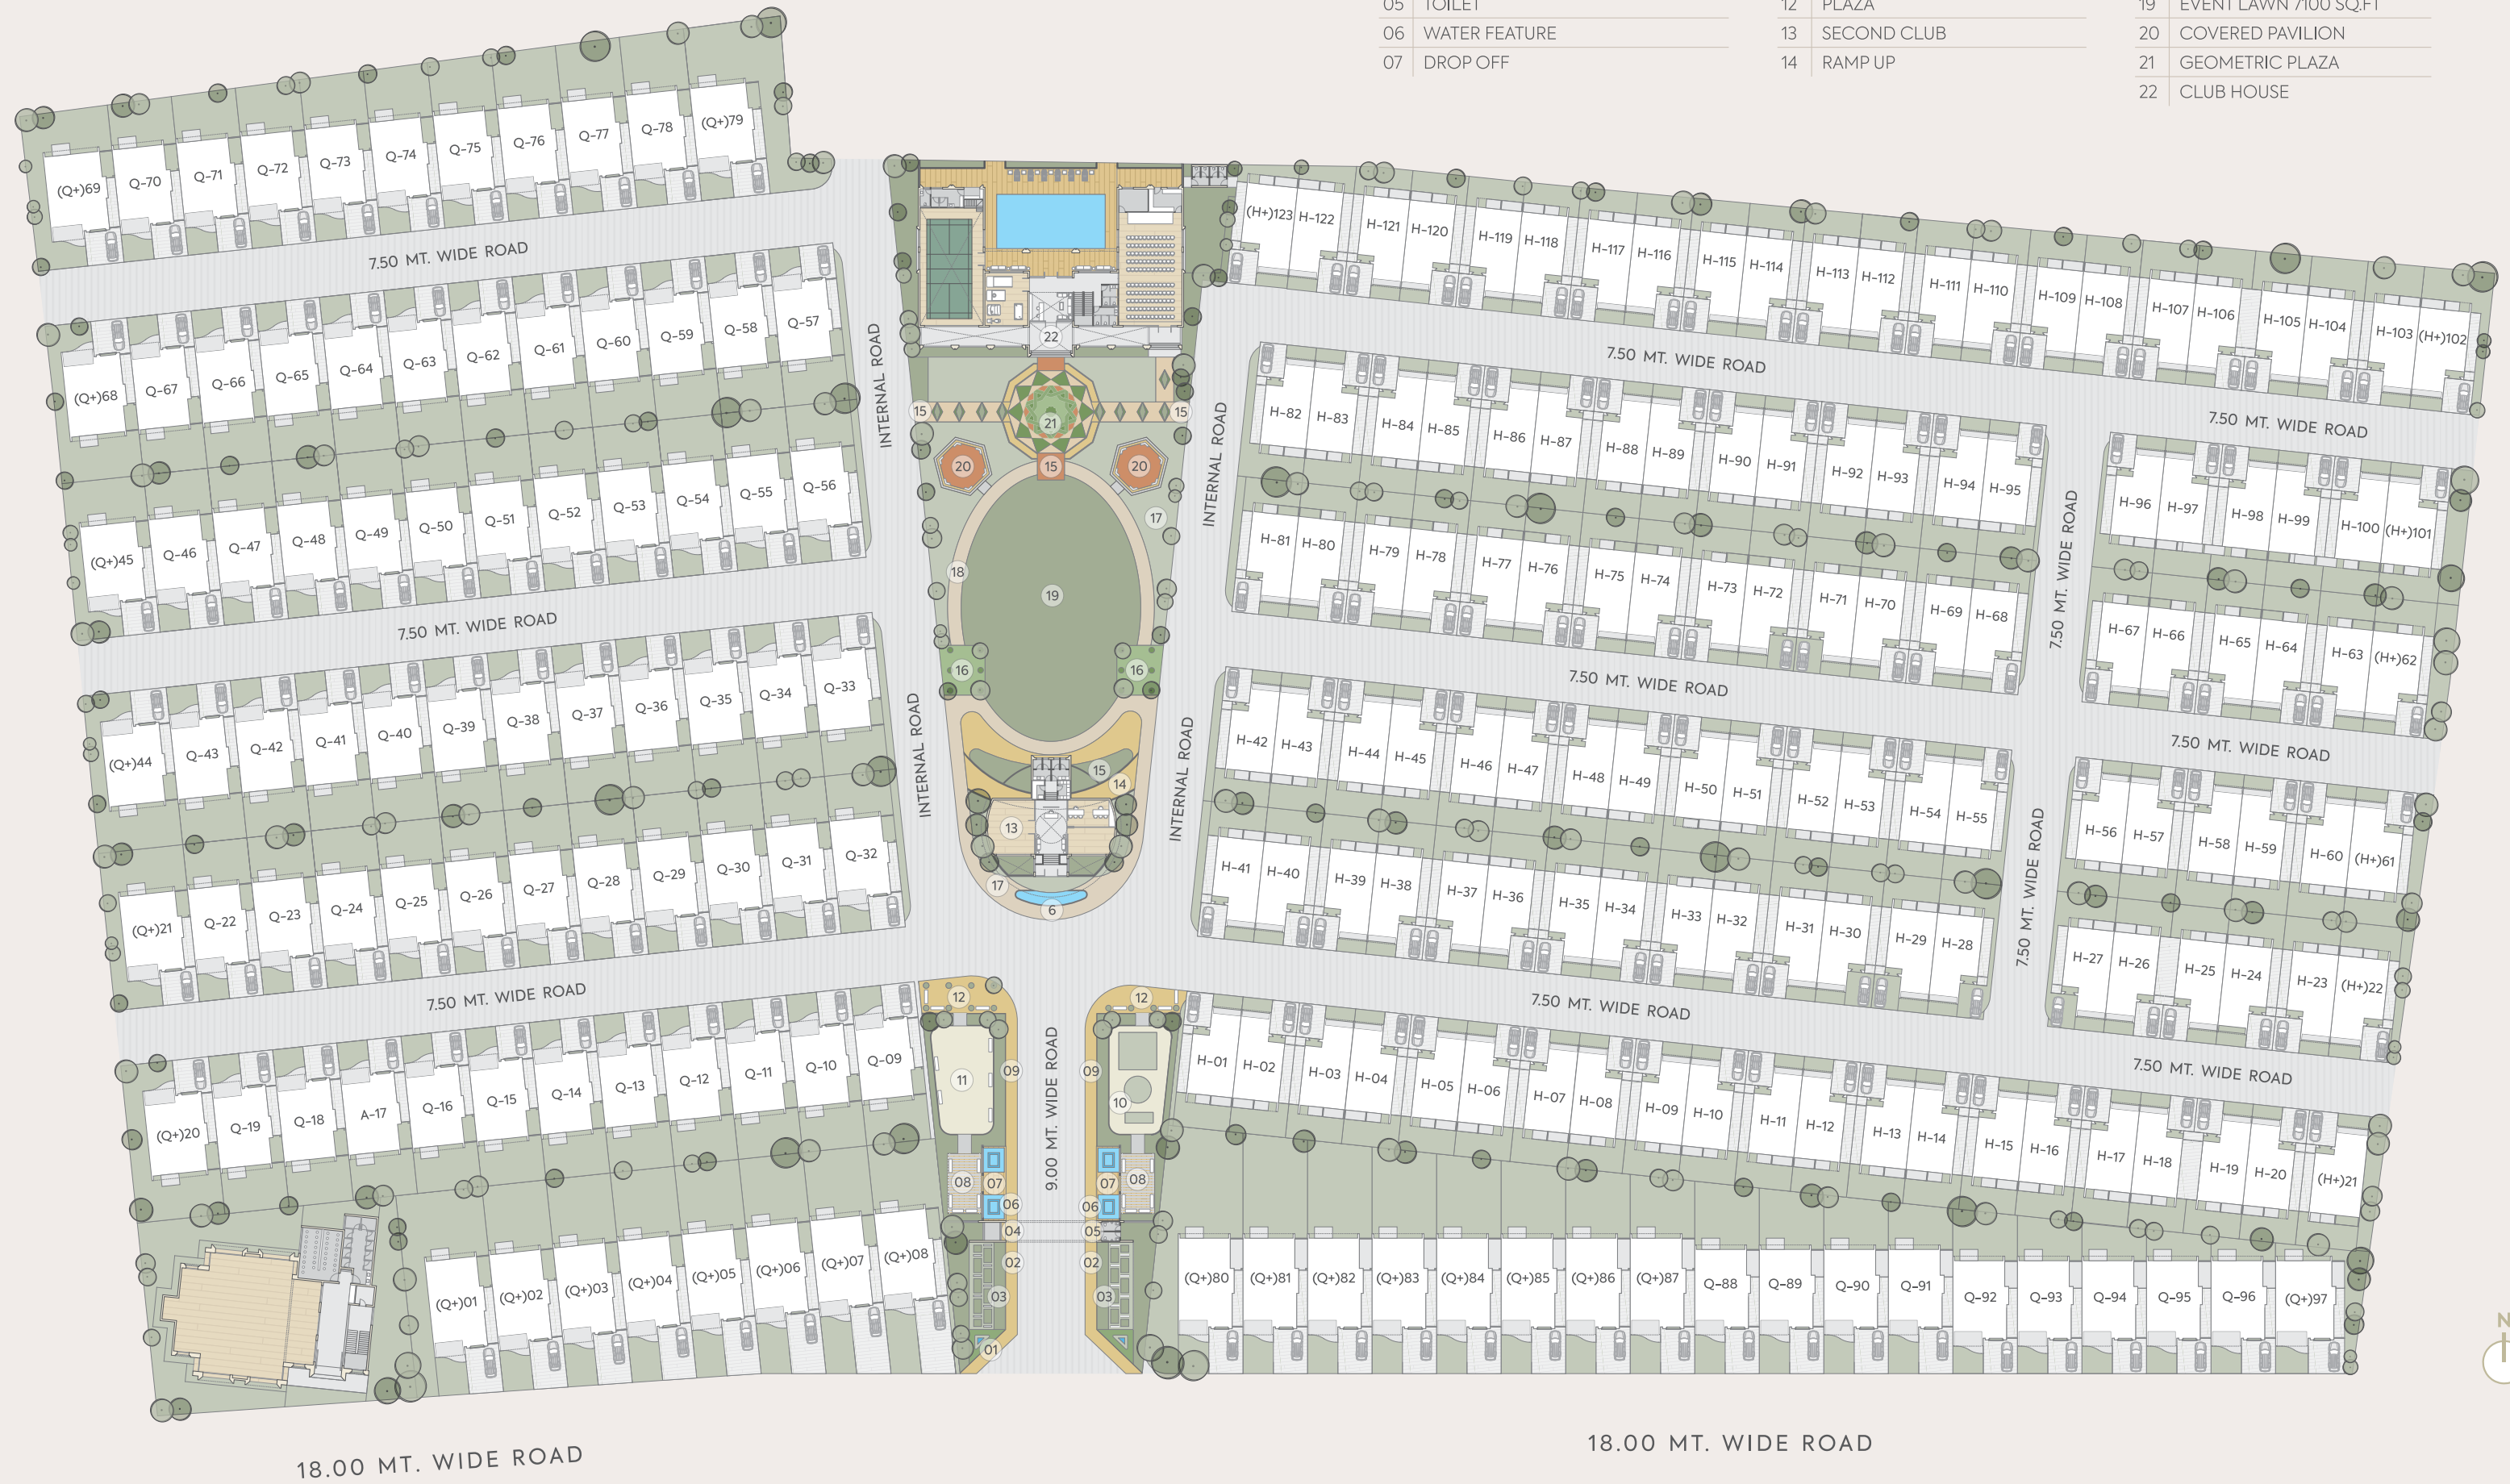 05 TOILET
06 WATER FEATURE
07 DROP OFF
12 PLAZA
13 SECOND CLUB
14 RAMP UP
19 EVENT LAWN 7100 SQ.FT
20 COVERED PAVILION
21 GEOMETRIC PLAZA
22 CLUB HOUSE
(Q+)69 Q-70 Q-71 Q-72 Q-73 Q-74 Q-75 Q-76 Q-77 Q-78 (Q+)79
7.50 MT. WIDE ROAD
(Q+)68 Q-67 Q-66 Q-65 Q-64 Q-63 Q-62 Q-61 Q-60 Q-59 Q-58 Q-57
(Q+)45 Q-46 Q-47 Q-48 Q-49 Q-50 Q-51 Q-52 Q-53 Q-54 Q-55 Q-56
7.50 MT. WIDE ROAD
(Q+)44 Q-43 Q-42 Q-41 Q-40 Q-39 Q-38 Q-37 Q-36 Q-35 Q-34 Q-33
(Q+)21 Q-22 Q-23 Q-24 Q-25 Q-26 Q-27 Q-28 Q-29 Q-30 Q-31 Q-32
7.50 MT. WIDE ROAD
(Q+)20 Q-19 Q-18 A-17 Q-16 Q-15 Q-14 Q-13 Q-12 Q-11 Q-10 Q-09
(Q+)01 (Q+)02 (Q+)03 (Q+)04 (Q+)05 (Q+)06 (Q+)07 (Q+)08
INTERNAL ROAD
INTERNAL ROAD
22
15 21 15
20 15 20
17
18 19
16 16
15
14
13
17
6
12 12
11 09 09 10
9.00 MT. WIDE ROAD
08 07 07 08
06 06
04 05
02 02
03 03
01
INTERNAL ROAD
INTERNAL ROAD
(H+)123 H-122 H-121 H-120 H-119 H-118 H-117 H-116 H-115 H-114 H-113 H-112 H-111 H-110 H-109 H-108 H-107 H-106 H-105 H-104 H-103 (H+)102
7.50 MT. WIDE ROAD
7.50 MT. WIDE ROAD
H-82 H-83 H-84 H-85 H-86 H-87 H-88 H-89 H-90 H-91 H-92 H-93 H-94 H-95
H-96 H-97 H-98 H-99 H-100 (H+)101
7.50 MT. WIDE ROAD
H-81 H-80 H-79 H-78 H-77 H-76 H-75 H-74 H-73 H-72 H-71 H-70 H-69 H-68
H-67 H-66 H-65 H-64 H-63 (H+)62
7.50 MT. WIDE ROAD
7.50 MT. WIDE ROAD
H-42 H-43 H-44 H-45 H-46 H-47 H-48 H-49 H-50 H-51 H-52 H-53 H-54 H-55
H-56 H-57 H-58 H-59 H-60 (H+)61
7.50 MT. WIDE ROAD
H-41 H-40 H-39 H-38 H-37 H-36 H-35 H-34 H-33 H-32 H-31 H-30 H-29 H-28
H-27 H-26 H-25 H-24 H-23 (H+)22
7.50 MT. WIDE ROAD
7.50 MT. WIDE ROAD
H-01 H-02 H-03 H-04 H-05 H-06 H-07 H-08 H-09 H-10 H-11 H-12 H-13 H-14 H-15 H-16 H-17 H-18 H-19 H-20 (H+)21
(Q+)80 (Q+)81 (Q+)82 (Q+)83 (Q+)84 (Q+)85 (Q+)86 (Q+)87 Q-88 Q-89 Q-90 Q-91 Q-92 Q-93 Q-94 Q-95 Q-96 (Q+)97
N
18.00 MT. WIDE ROAD
18.00 MT. WIDE ROAD